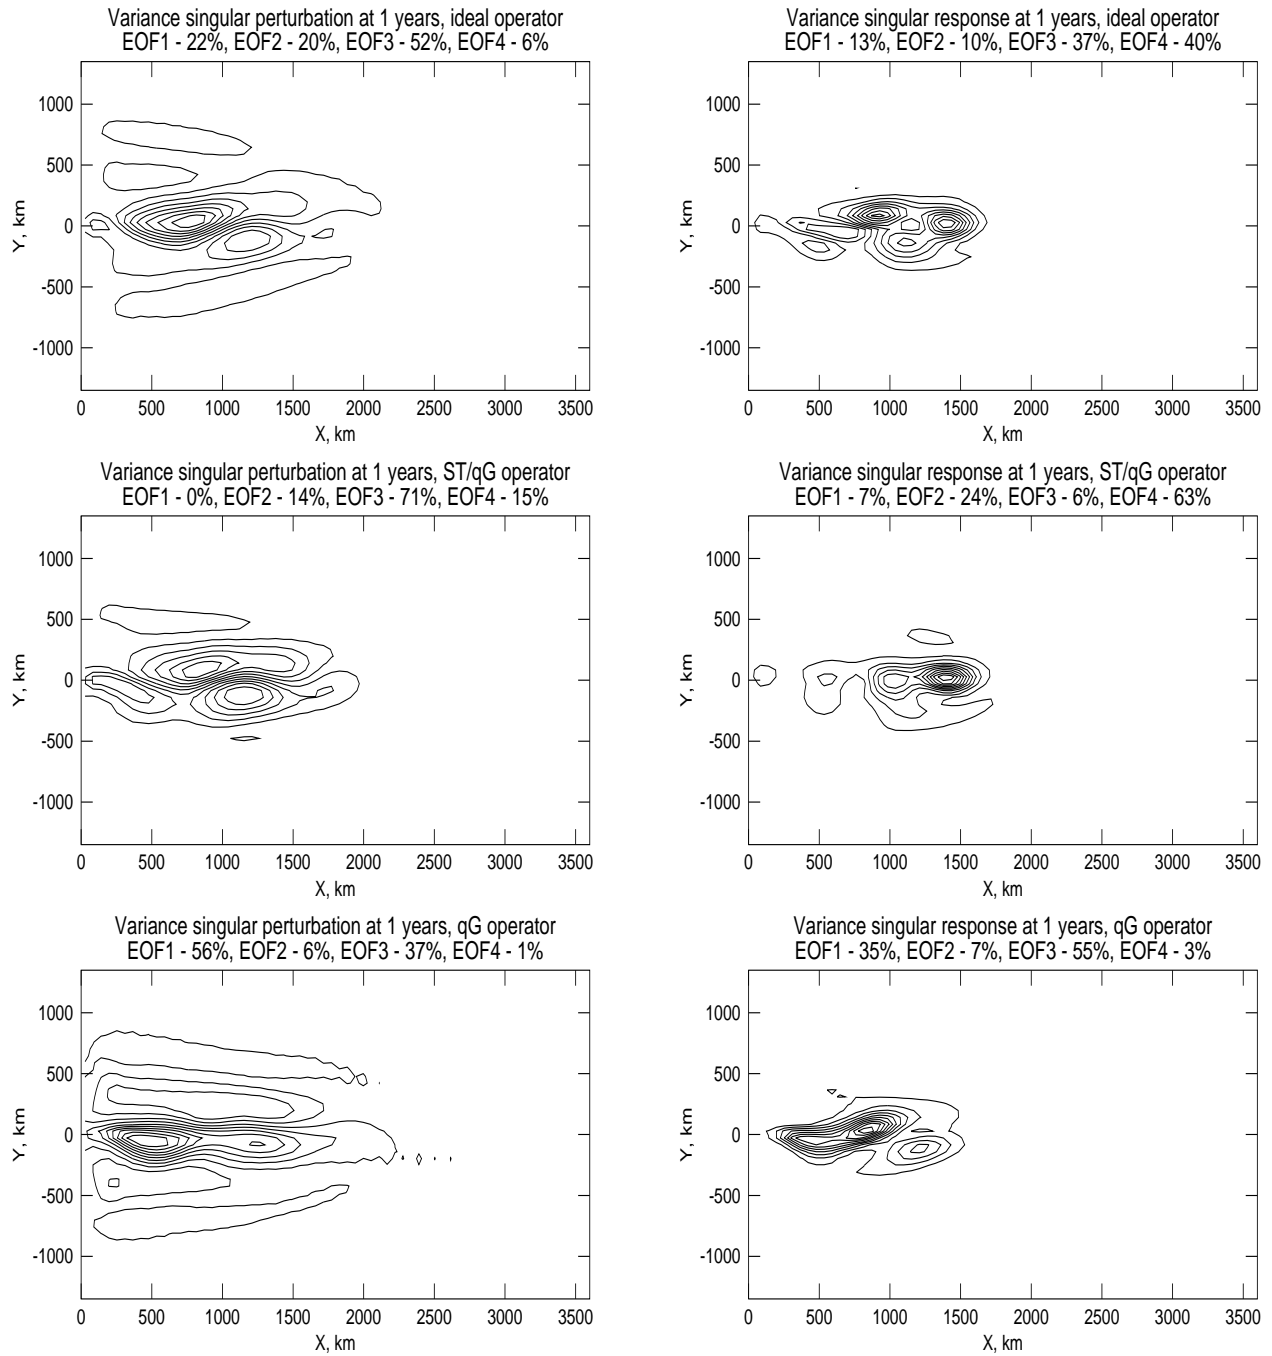 Variance singular perturbation at 1 years, ideal operator
EOF1 - 22%, EOF2 - 20%, EOF3 - 52%, EOF4 - 6%
1000
500
0
-500
-1000
Y, km
0 500 1000 1500 2000 2500 3000 3500
X, km
Variance singular response at 1 years, ideal operator
EOF1 - 13%, EOF2 - 10%, EOF3 - 37%, EOF4 - 40%
1000
500
0
-500
-1000
Y, km
0 500 1000 1500 2000 2500 3000 3500
X, km
Variance singular perturbation at 1 years, ST/qG operator
EOF1 - 0%, EOF2 - 14%, EOF3 - 71%, EOF4 - 15%
1000
500
0
-500
-1000
Y, km
0 500 1000 1500 2000 2500 3000 3500
X, km
Variance singular response at 1 years, ST/qG operator
EOF1 - 7%, EOF2 - 24%, EOF3 - 6%, EOF4 - 63%
1000
500
0
-500
-1000
Y, km
0 500 1000 1500 2000 2500 3000 3500
X, km
Variance singular perturbation at 1 years, qG operator
EOF1 - 56%, EOF2 - 6%, EOF3 - 37%, EOF4 - 1%
1000
500
0
-500
-1000
Y, km
0 500 1000 1500 2000 2500 3000 3500
X, km
Variance singular response at 1 years, qG operator
EOF1 - 35%, EOF2 - 7%, EOF3 - 55%, EOF4 - 3%
1000
500
0
-500
-1000
Y, km
0 500 1000 1500 2000 2500 3000 3500
X, km